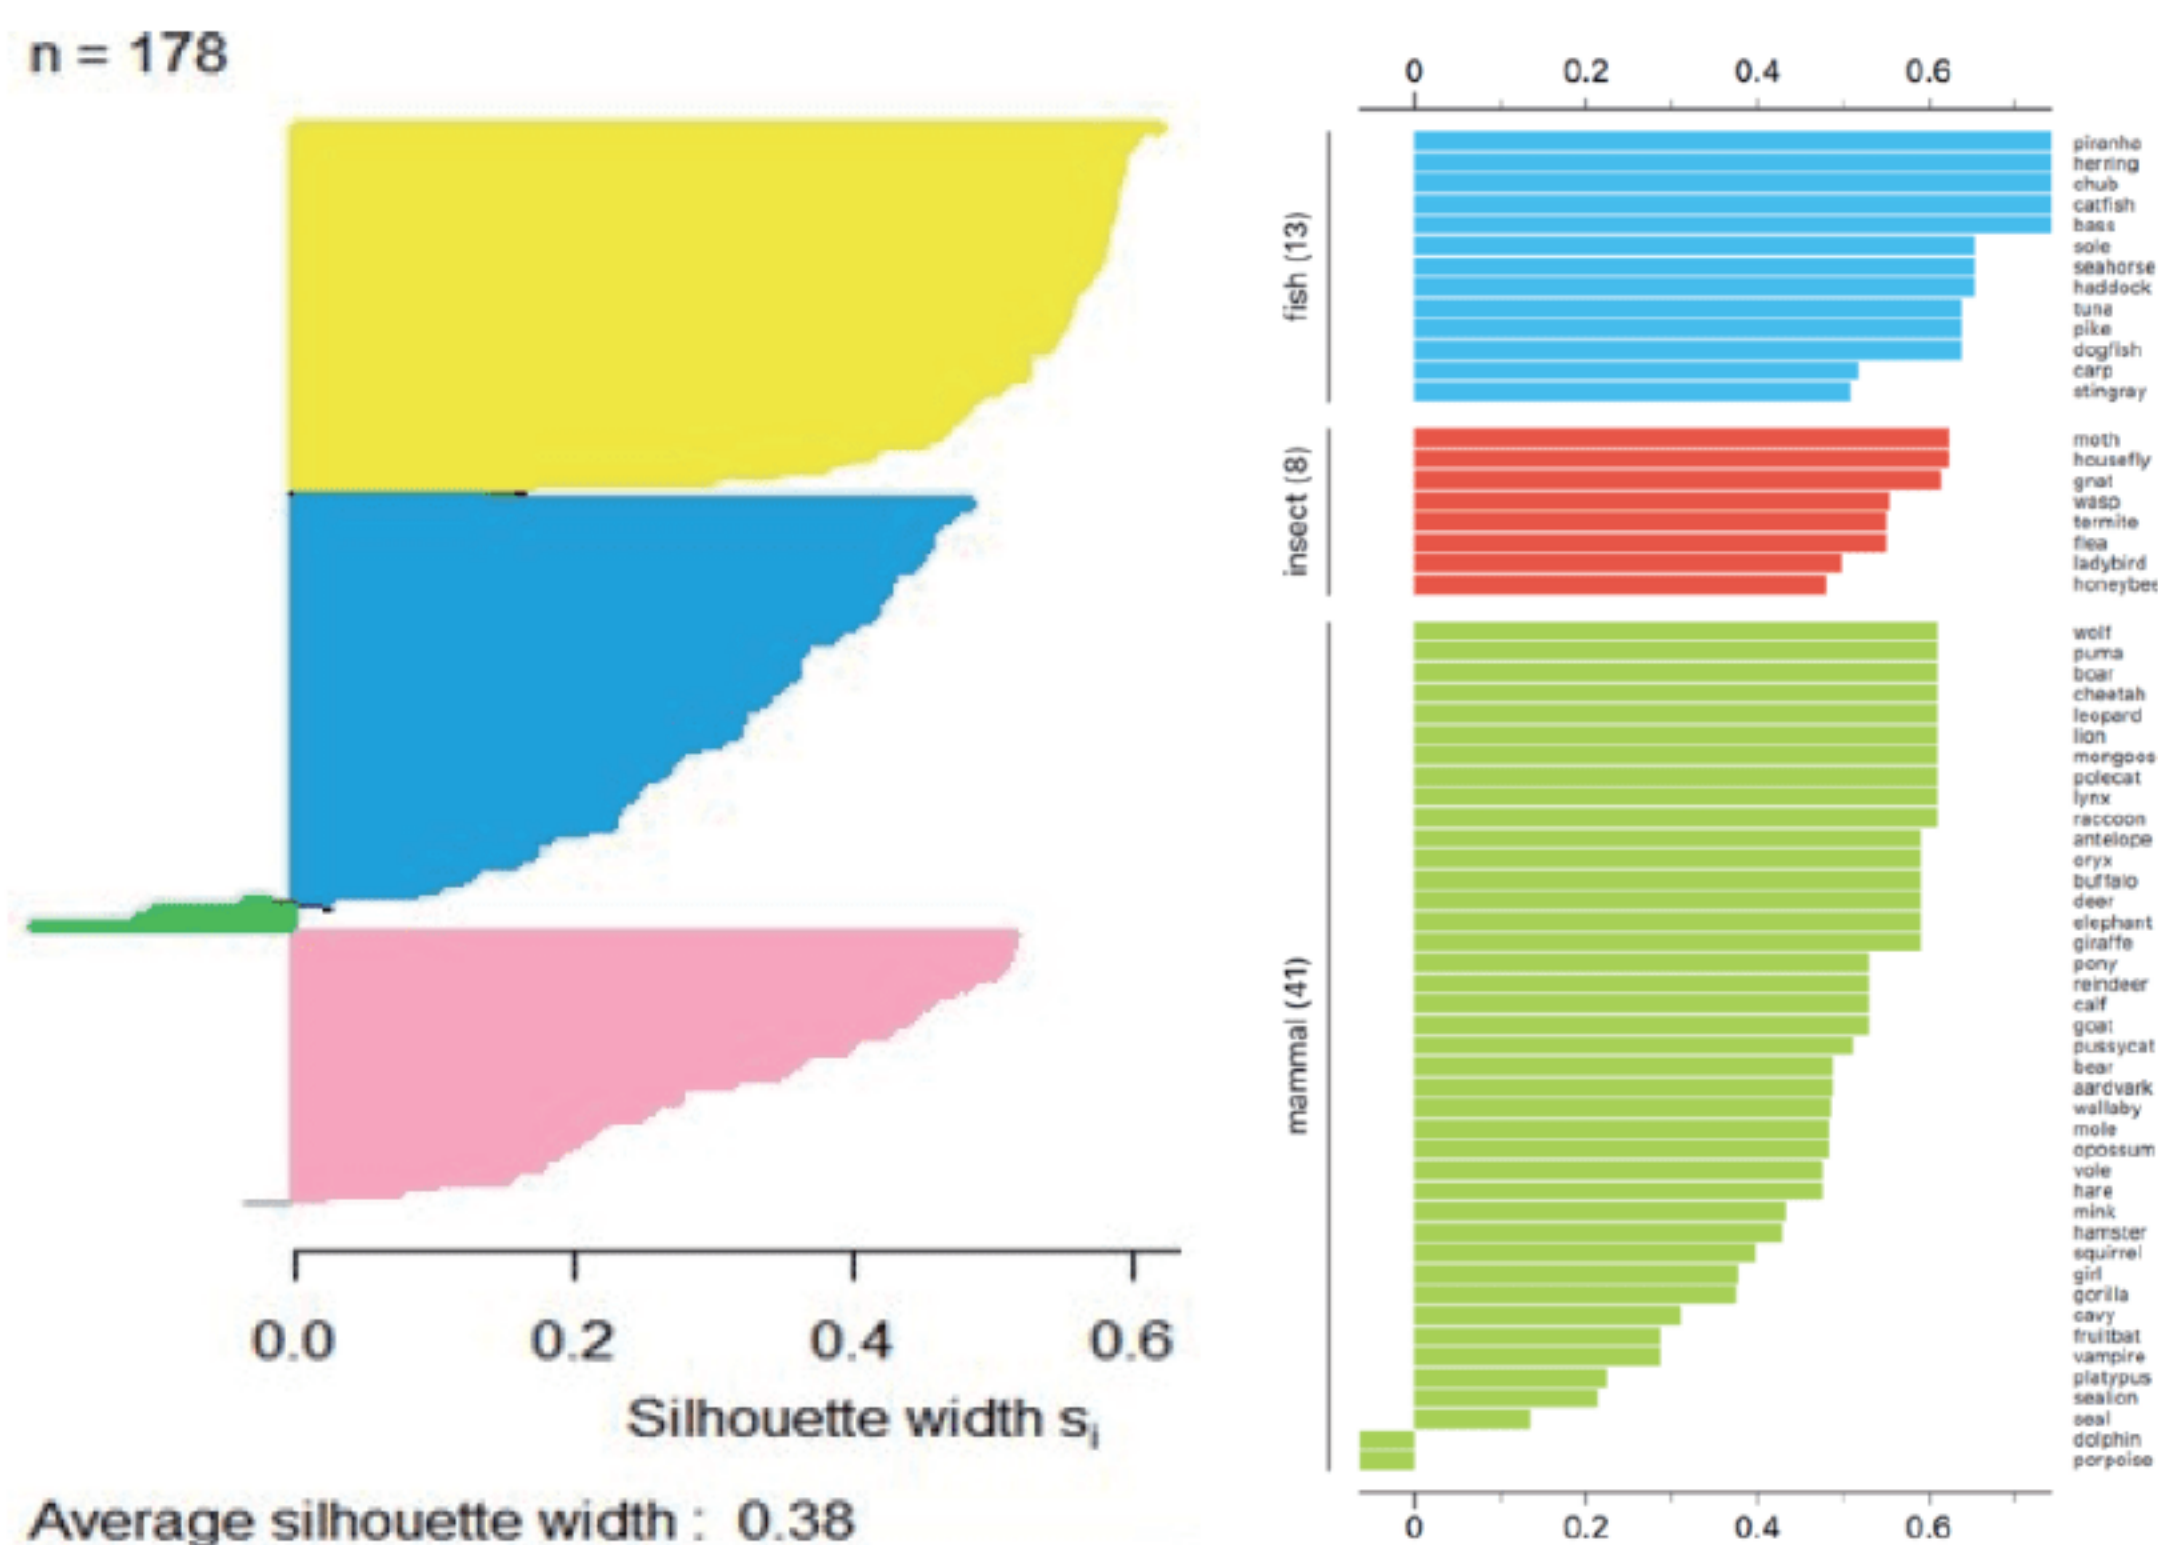 n = 178
0.0 0.2 0.4 0.6
Silhouette width si
Average silhouette width : 0.38
0 0.2 0.4 0.6
fish (13)
piranha
herring
chub
catfish
bass
sole
seahorse
haddock
tuna
pike
dogfish
carp
stingray
insect (8)
moth
housefly
gnat
wasp
termite
flea
ladybird
honeybee
mammal (41)
wolf
puma
boar
cheetah
leopard
lion
mongoos
polecat
lynx
raccoon
antelope
oryx
buffalo
deer
elephant
giraffe
pony
reindeer
calf
goat
pussycat
bear
aardvark
wallaby
mole
opossum
vole
hare
mink
hamster
squirrel
girl
gorilla
cavy
fruitbat
vampire
platypus
sealion
seal
dolphin
porpoise
0 0.2 0.4 0.6